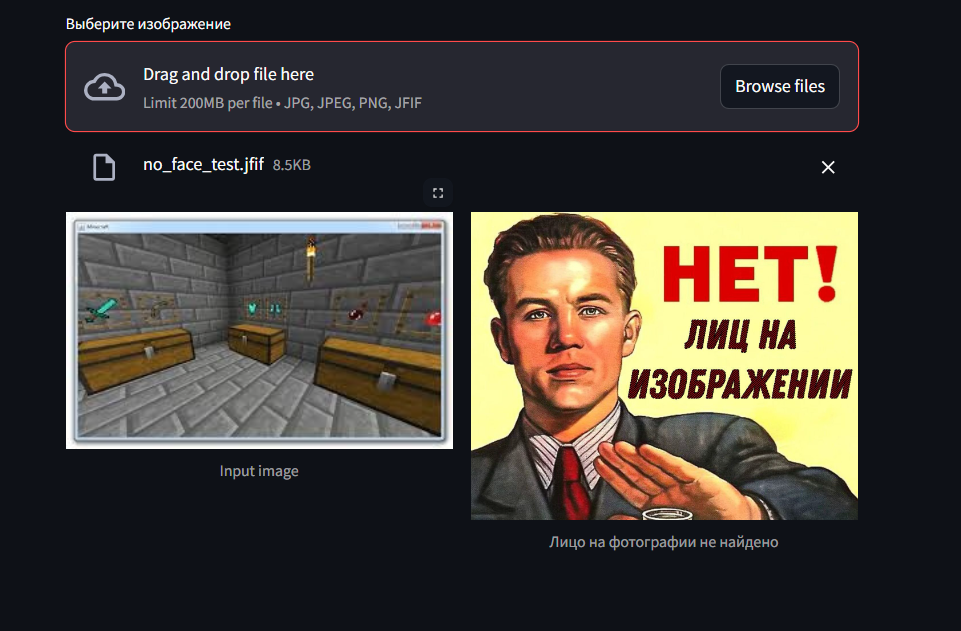 Выберите изображение
Drag and drop file here
Limit 200MB per file • JPG, JPEG, PNG, JFIF
Browse files
no_face_test.jfif 8.5KB
Minecraft
НЕТ!
ЛИЦ НА
ИЗОБРАЖЕНИИ
Input image
Лицо на фотографии не найдено